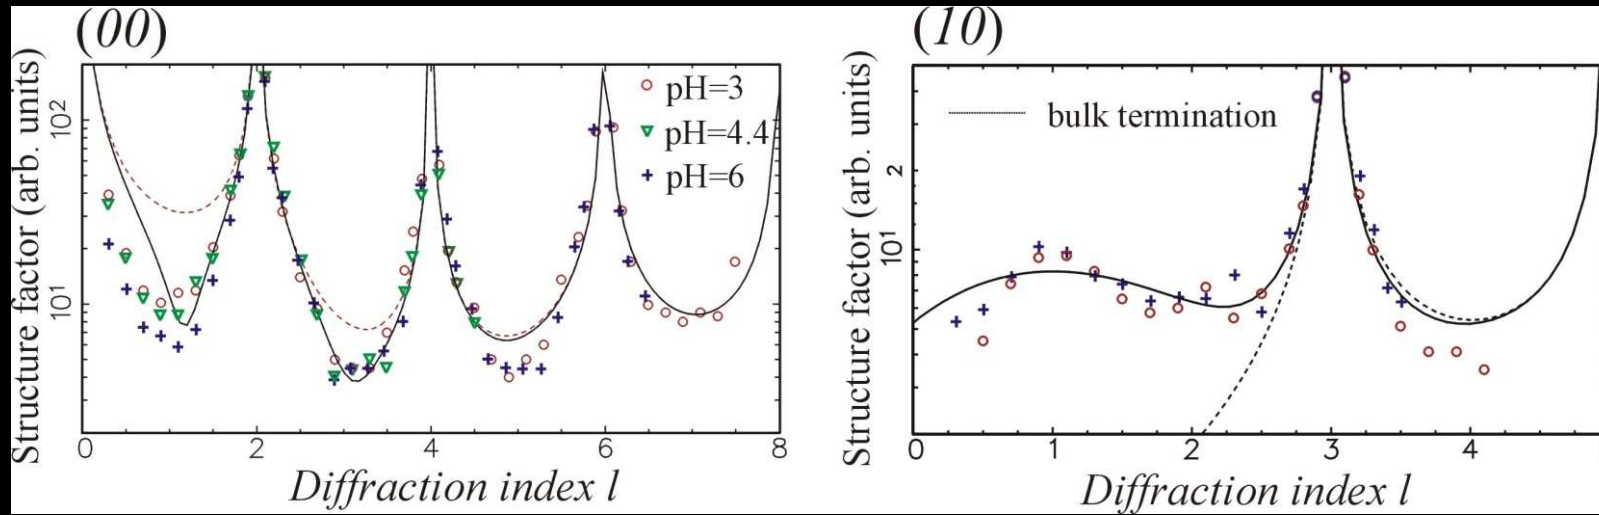 (00)
Structure factor (arb. units)
10²
10¹
pH=3
pH=4.4
pH=6
0 2 4 6 8
Diffraction index l
(10)
Structure factor (arb. units)
2
10¹
bulk termination
0 1 2 3 4
Diffraction index l